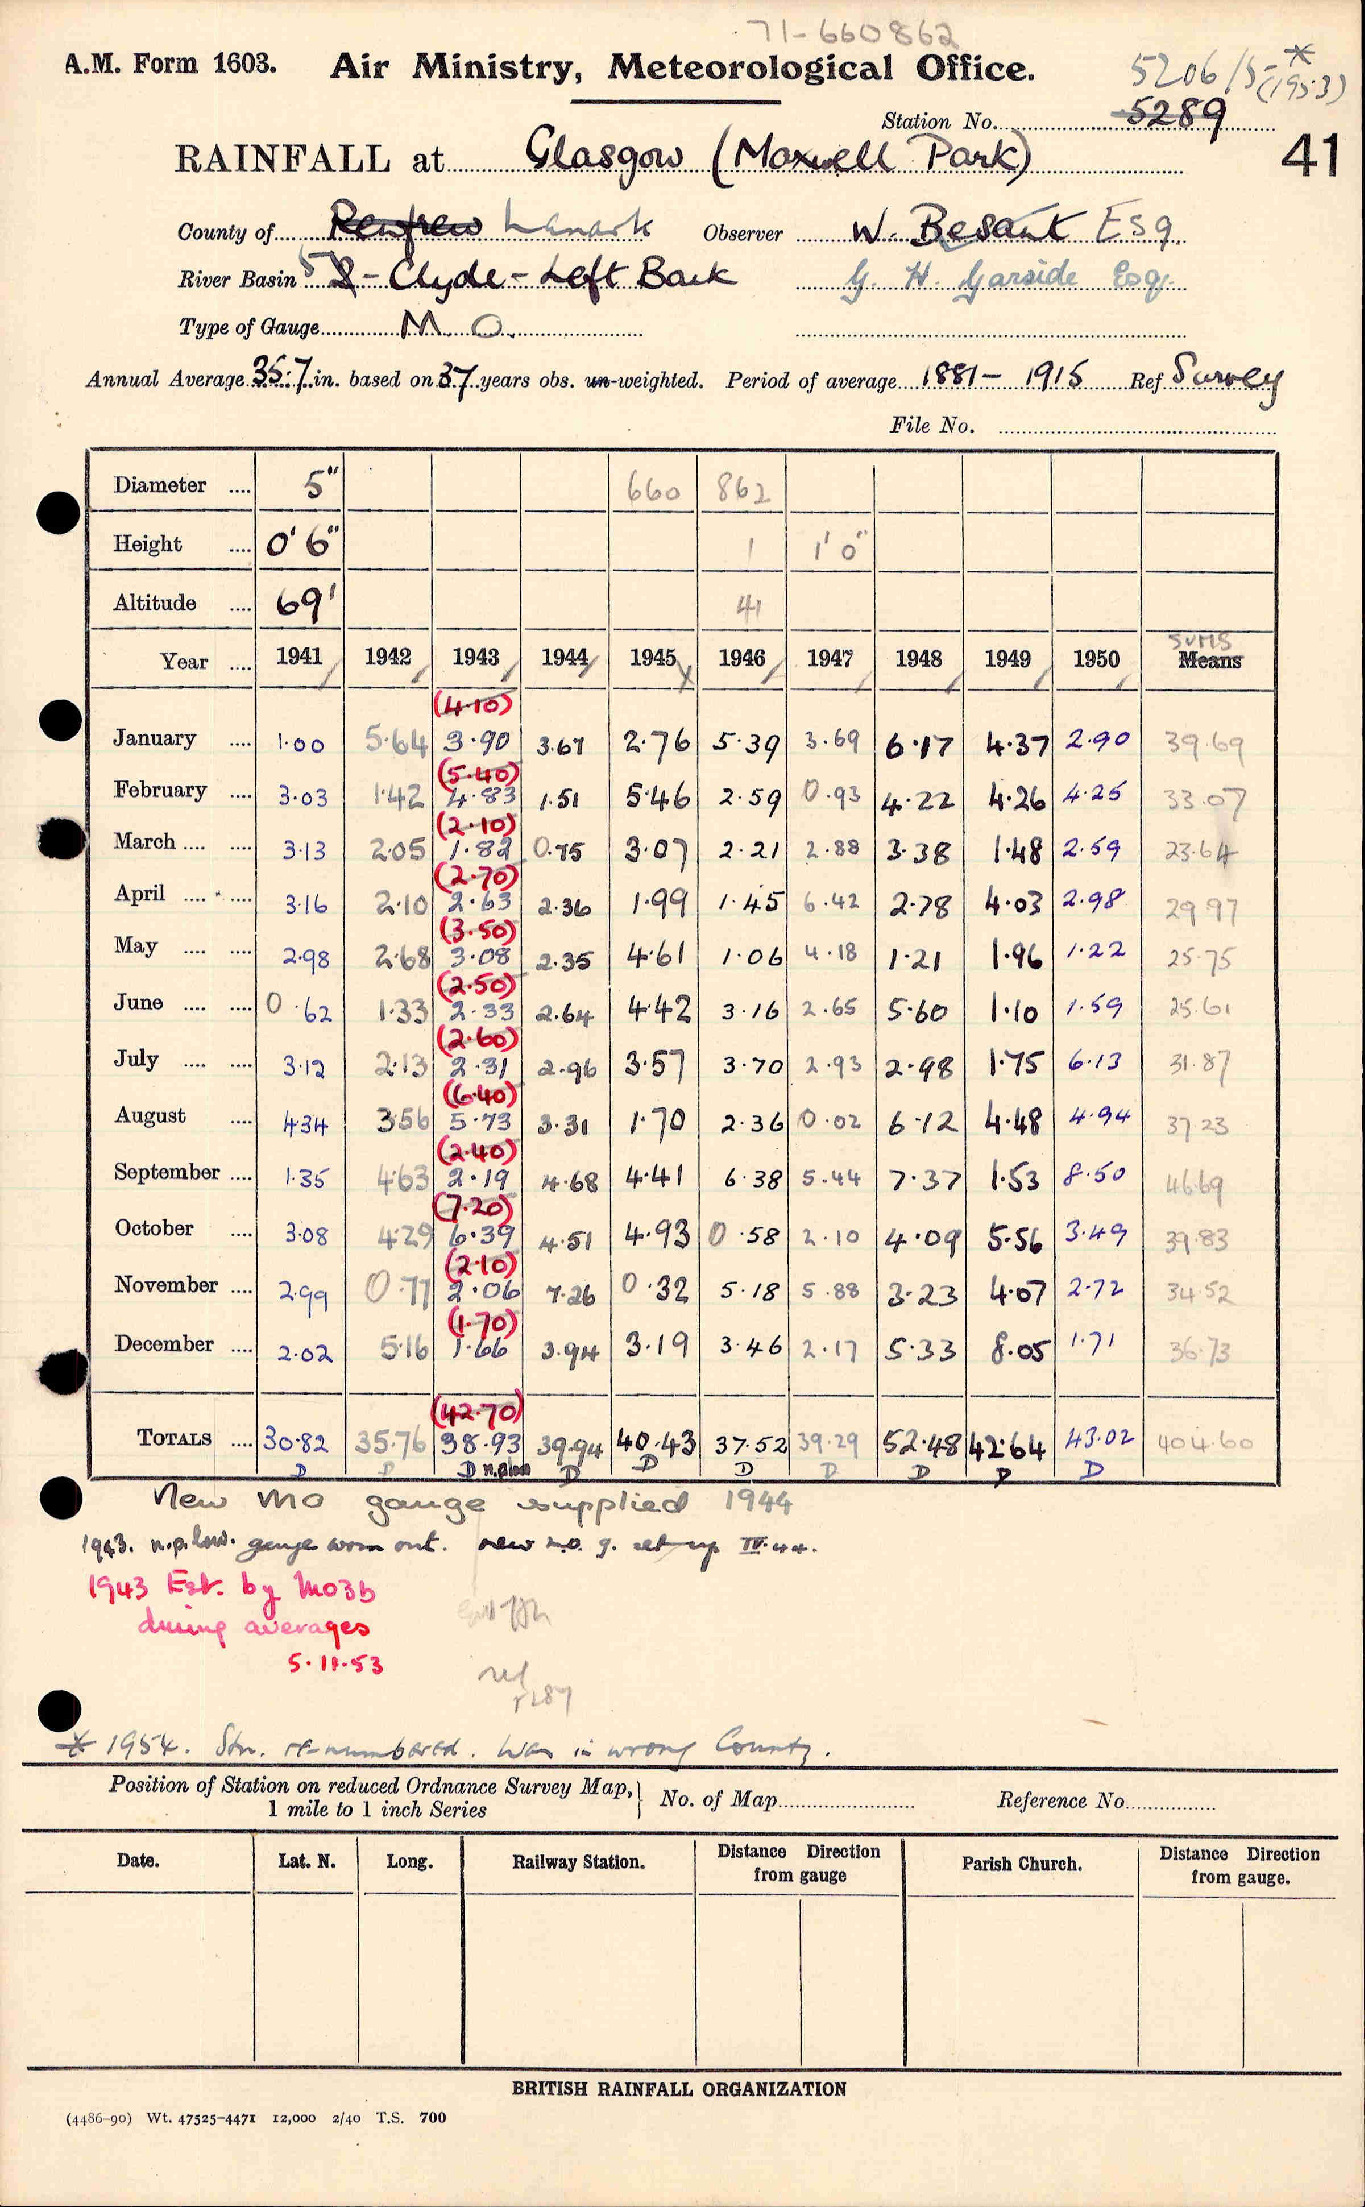 71-660862
A.M. Form 1603. Air Ministry, Meteorological Office. 5206/5 *
(1953)
Station No. 5289
41
RAINFALL at Glasgow (Maxwell Park)
County of Renfrew Lanark Observer W. Besant Esq
River Basin 5 - Clyde - Left Bank G. H. Garside Esq.
Type of Gauge M O.
Annual Average 35.7 in. based on 37 years obs. un-weighted. Period of average 1881 - 1915 Ref Survey
File No.
Diameter .... 5" 660 862
Height .... 0' 6" 1 1' 0"
Altitude .... 69' 41
SUMS
Year .... 1941 1942 1943 1944 1945 1946 1947 1948 1949 1950 Means
(4.10)
January .... 1.00 5.64 3.90 3.67 2.76 5.39 3.69 6.17 4.37 2.90 39.69
(5.40)
February .... 3.03 1.42 4.83 1.51 5.46 2.59 0.93 4.22 4.26 4.25 33.07
(2.10)
March .... .... 3.13 2.05 1.82 0.75 3.07 2.21 2.88 3.38 1.48 2.59 23.64
(2.70)
April .... .... 3.16 2.10 2.63 2.36 1.99 1.45 6.42 2.78 4.03 2.98 29.97
(3.50)
May .... .... 2.98 2.68 3.08 2.35 4.61 1.06 4.18 1.21 1.96 1.22 25.75
(2.50)
June .... .... 0.62 1.33 2.33 2.64 4.42 3.16 2.65 5.60 1.10 1.59 25.61
(2.60)
July .... .... 3.12 2.13 2.31 2.96 3.57 3.70 2.93 2.98 1.75 6.13 31.87
(6.40)
August .... 4.34 3.56 5.73 3.31 1.70 2.36 0.02 6.12 4.48 4.94 37.23
(2.40)
September .... 1.35 4.63 2.19 4.68 4.41 6.38 5.44 7.37 1.53 8.50 46.69
(7.20)
October .... 3.08 4.29 6.39 4.51 4.93 0.58 2.10 4.09 5.56 3.49 39.83
(2.10)
November .... 2.99 0.77 2.06 7.26 0.32 5.18 5.88 3.23 4.07 2.72 34.52
(1.70)
December .... 2.02 5.16 1.66 3.94 3.19 3.46 2.17 5.33 8.05 1.71 36.73
(42.70)
TOTALS .... 30.82 35.76 38.93 39.94 40.43 37.52 39.29 52.48 42.64 43.02 404.60
D D D n.p.low D D D D D D D
New MO gauge supplied 1944
1943. n.p.low. gauge worn out. new m.o. g. set up IV.44.
1943 Est. by MO3b
during averages
5.11.53
* 1954. Stn. re-numbered. Was in wrong County.
Position of Station on reduced Ordnance Survey Map, 1 mile to 1 inch Series } No. of Map Reference No.
Date. Lat. N. Long. Railway Station. Distance Direction from gauge Parish Church. Distance Direction from gauge.
BRITISH RAINFALL ORGANIZATION
(4486-90) Wt. 47525-4471 12,000 2/40 T.S. 700